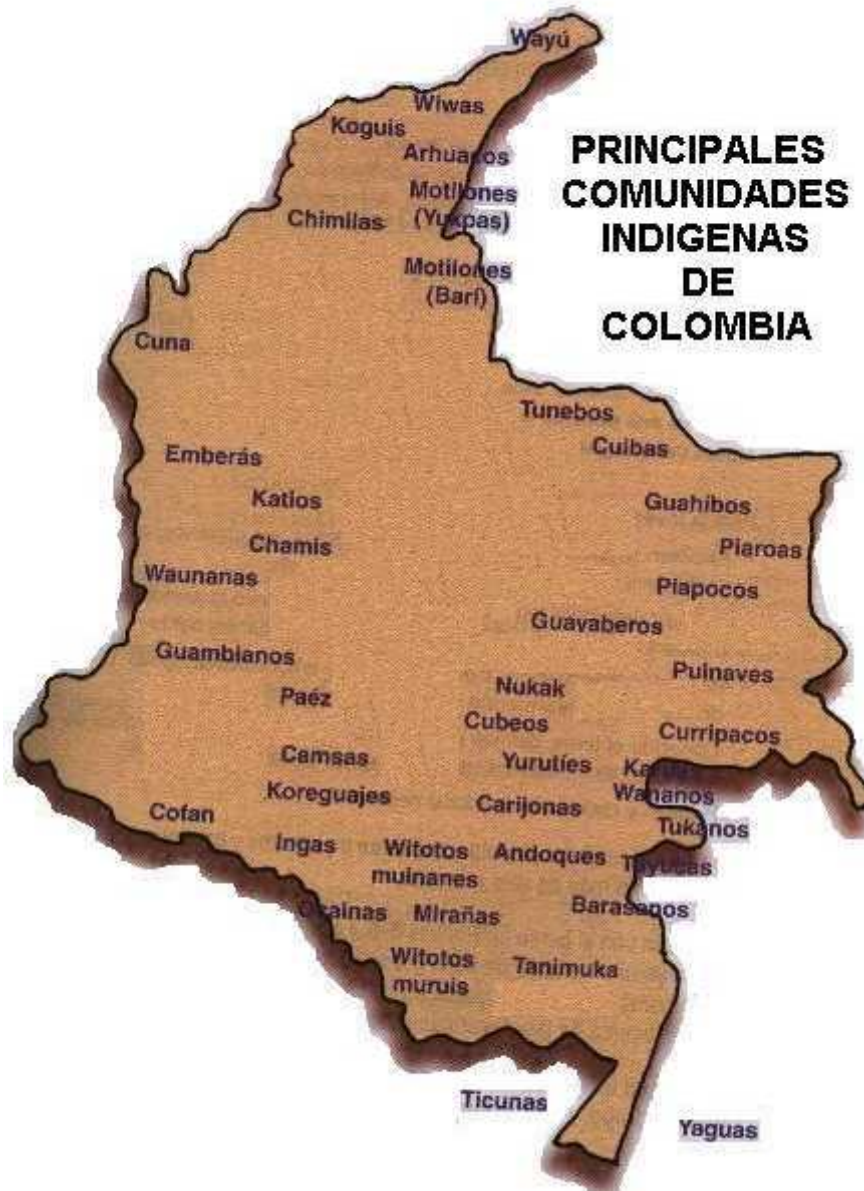 Wayú
Wiwas
Koguis
Arhuacos
PRINCIPALES
COMUNIDADES
INDIGENAS
DE
COLOMBIA
Motilones
(Yukpas)
Chimilas
Motilones
(Barí)
Cuna
Tunebos
Cuibas
Emberás
Katios
Guahibos
Chamis
Piaroas
Waunanas
Piapocos
Guayaberos
Guambianos
Puinaves
Paéz
Nukak
Cubeos
Curripacos
Camsas
Yurutíes
Koreguajes
Carijonas
Wananos
Cofan
Tukanos
Ingas
Witotos
muinanes
Andoques
Tuyucas
Ocainas
Mirañas
Barasanos
Witotos
muruis
Tanimuka
Ticunas
Yaguas